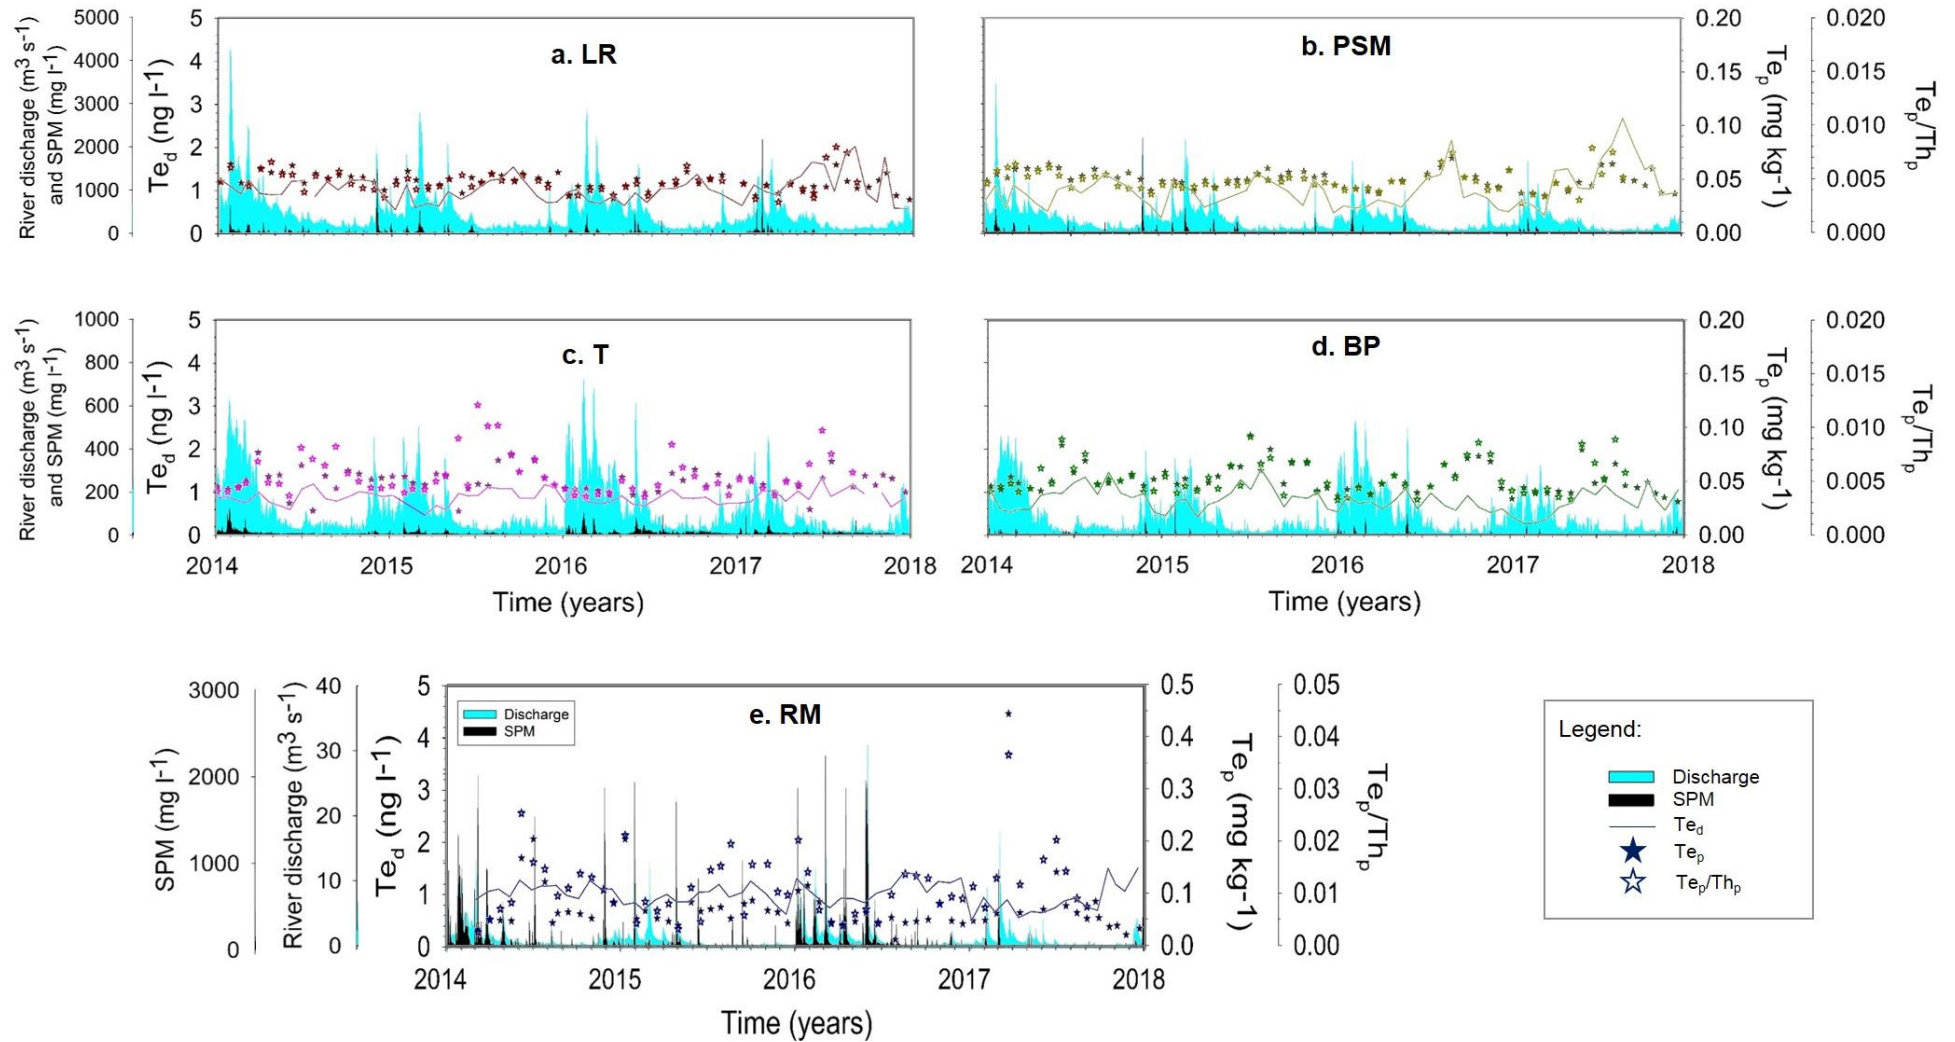 a. LR
5000
4000
3000
2000
1000
0
River discharge (m3 s-1)
and SPM (mg l-1)
5
4
3
2
1
0
Ted (ng l-1)
b. PSM
0.20
0.15
0.10
0.05
0.00
Tep (mg kg-1)
0.020
0.015
0.010
0.005
0.000
Tep/Thp
c. T
1000
800
600
400
200
0
River discharge (m3 s-1)
and SPM (mg l-1)
5
4
3
2
1
0
Ted (ng l-1)
2014 2015 2016 2017 2018
Time (years)
d. BP
0.20
0.15
0.10
0.05
0.00
Tep (mg kg-1)
0.020
0.015
0.010
0.005
0.000
Tep/Thp
2014 2015 2016 2017 2018
Time (years)
e. RM
Discharge
SPM
3000
2000
1000
0
SPM (mg l-1)
40
30
20
10
0
River discharge (m3 s-1)
5
4
3
2
1
0
Ted (ng l-1)
0.5
0.4
0.3
0.2
0.1
0.0
Tep (mg kg-1)
0.05
0.04
0.03
0.02
0.01
0.00
Tep/Thp
2014 2015 2016 2017 2018
Time (years)
Legend:
Discharge
SPM
Ted
Tep
Tep/Thp